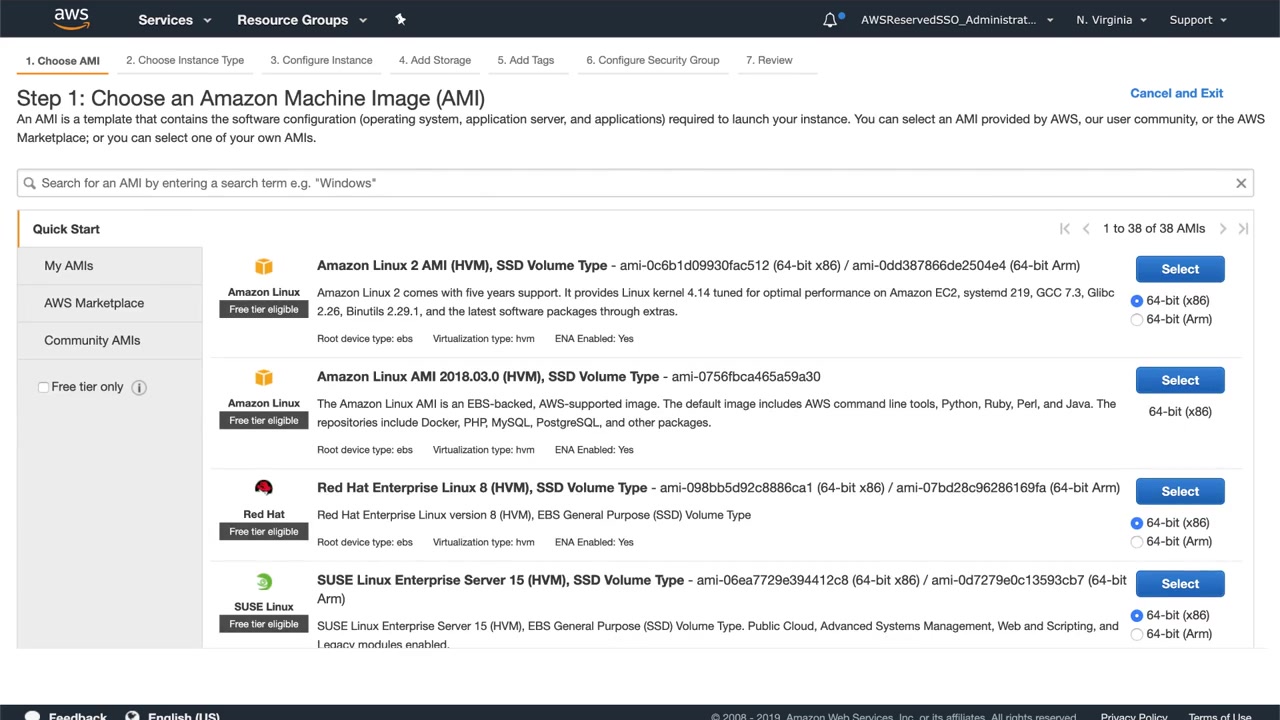 aws
Services
Resource Groups
AWSReservedSSO_Administrat...
N. Virginia
Support
1. Choose AMI
2. Choose Instance Type
3. Configure Instance
4. Add Storage
5. Add Tags
6. Configure Security Group
7. Review
Step 1: Choose an Amazon Machine Image (AMI)
Cancel and Exit
An AMI is a template that contains the software configuration (operating system, application server, and applications) required to launch your instance. You can select an AMI provided by AWS, our user community, or the AWS
Marketplace; or you can select one of your own AMIs.
Search for an AMI by entering a search term e.g. "Windows"
Quick Start
1 to 38 of 38 AMIs
My AMIs
AWS Marketplace
Community AMIs
Free tier only
Amazon Linux
Free tier eligible
Amazon Linux 2 AMI (HVM), SSD Volume Type - ami-0c6b1d09930fac512 (64-bit x86) / ami-0dd387866de2504e4 (64-bit Arm)
Amazon Linux 2 comes with five years support. It provides Linux kernel 4.14 tuned for optimal performance on Amazon EC2, systemd 219, GCC 7.3, Glibc
2.26, Binutils 2.29.1, and the latest software packages through extras.
Root device type: ebs Virtualization type: hvm ENA Enabled: Yes
Select
64-bit (x86)
64-bit (Arm)
Amazon Linux
Free tier eligible
Amazon Linux AMI 2018.03.0 (HVM), SSD Volume Type - ami-0756fbca465a59a30
The Amazon Linux AMI is an EBS-backed, AWS-supported image. The default image includes AWS command line tools, Python, Ruby, Perl, and Java. The
repositories include Docker, PHP, MySQL, PostgreSQL, and other packages.
Root device type: ebs Virtualization type: hvm ENA Enabled: Yes
Select
64-bit (x86)
Red Hat
Free tier eligible
Red Hat Enterprise Linux 8 (HVM), SSD Volume Type - ami-098bb5d92c8886ca1 (64-bit x86) / ami-07bd28c96286169fa (64-bit Arm)
Red Hat Enterprise Linux version 8 (HVM), EBS General Purpose (SSD) Volume Type
Root device type: ebs Virtualization type: hvm ENA Enabled: Yes
Select
64-bit (x86)
64-bit (Arm)
SUSE Linux
Free tier eligible
SUSE Linux Enterprise Server 15 (HVM), SSD Volume Type - ami-06ea7729e394412c8 (64-bit x86) / ami-0d7279e0c13593cb7 (64-bit
Arm)
SUSE Linux Enterprise Server 15 (HVM), EBS General Purpose (SSD) Volume Type. Public Cloud, Advanced Systems Management, Web and Scripting, and
Legacy modules enabled.
Select
64-bit (x86)
64-bit (Arm)
Feedback
English (US)
© 2008 - 2019, Amazon Web Services, Inc. or its affiliates. All rights reserved.
Privacy Policy
Terms of Use